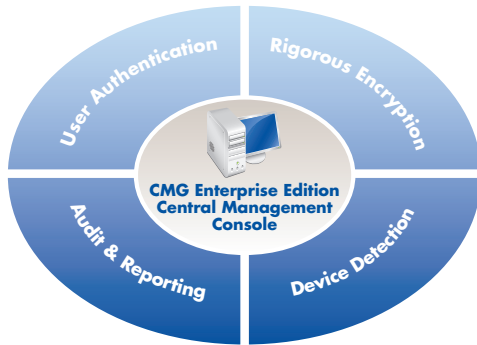 User Authentication
Rigorous Encryption
CMG Enterprise Edition
Central Management
Console
Audit & Reporting
Device Detection